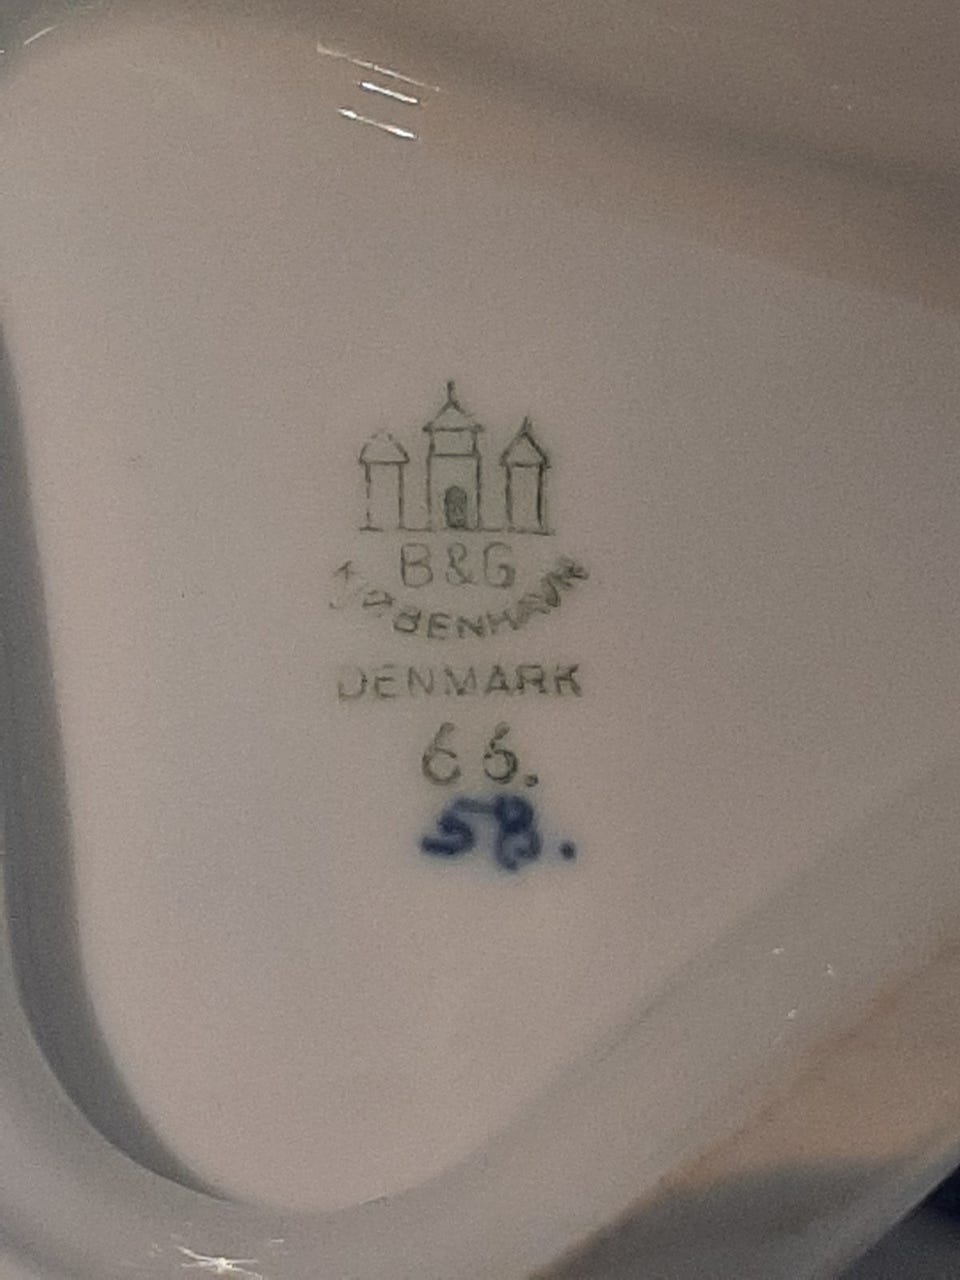 B&G
KJØBENHAVN
DENMARK
66.
58.